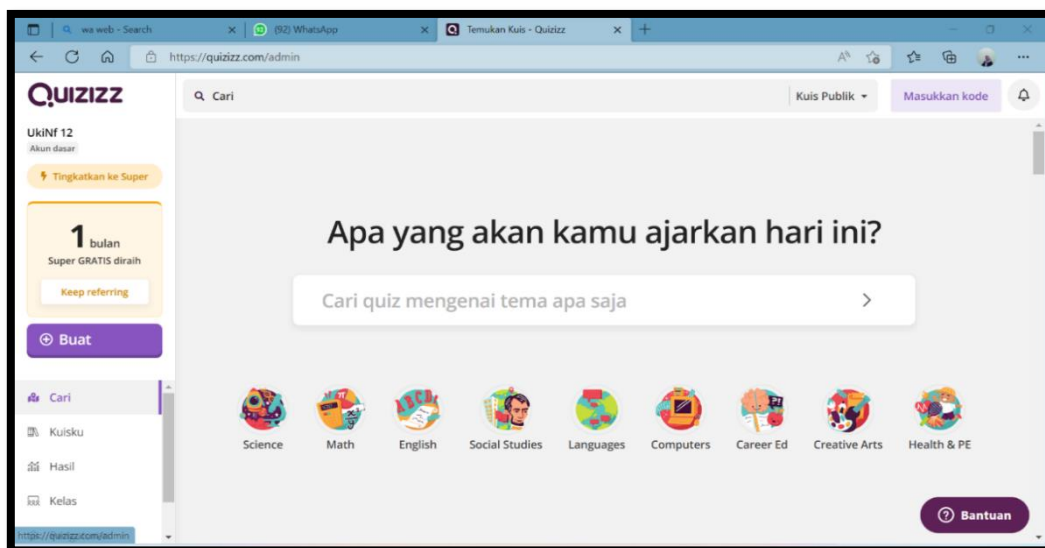 wa web - Search
(92) WhatsApp
Temukan Kuis - Quizizz
https://quizizz.com/admin
QUIZIZZ
Cari
Kuis Publik
Masukkan kode
UkiNf 12
Akun dasar
Tingkatkan ke Super
1 bulan
Super GRATIS diraih
Keep referring
Buat
Cari
Kuisku
Hasil
Kelas
https://quizizz.com/admin
Apa yang akan kamu ajarkan hari ini?
Cari quiz mengenai tema apa saja
Science Math English Social Studies Languages Computers Career Ed Creative Arts Health & PE
Bantuan